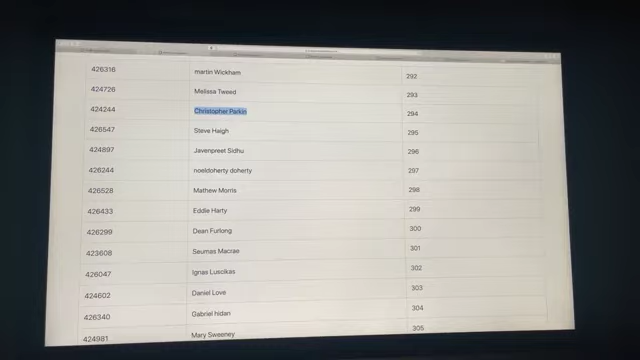 426316 martin Wickham 292
424726 Melissa Tweed 293
424244 Christopher Parkin 294
426547 Steve Haigh 295
424897 Javenpreet Sidhu 296
426244 noeldoherty doherty 297
426528 Mathew Morris 298
426433 Eddie Harty 299
426299 Dean Furlong 300
423608 Seumas Macrae 301
426047 Ignas Luscikas 302
424602 Daniel Love 303
426340 Gabriel hidan 304
424981 Mary Sweeney 305